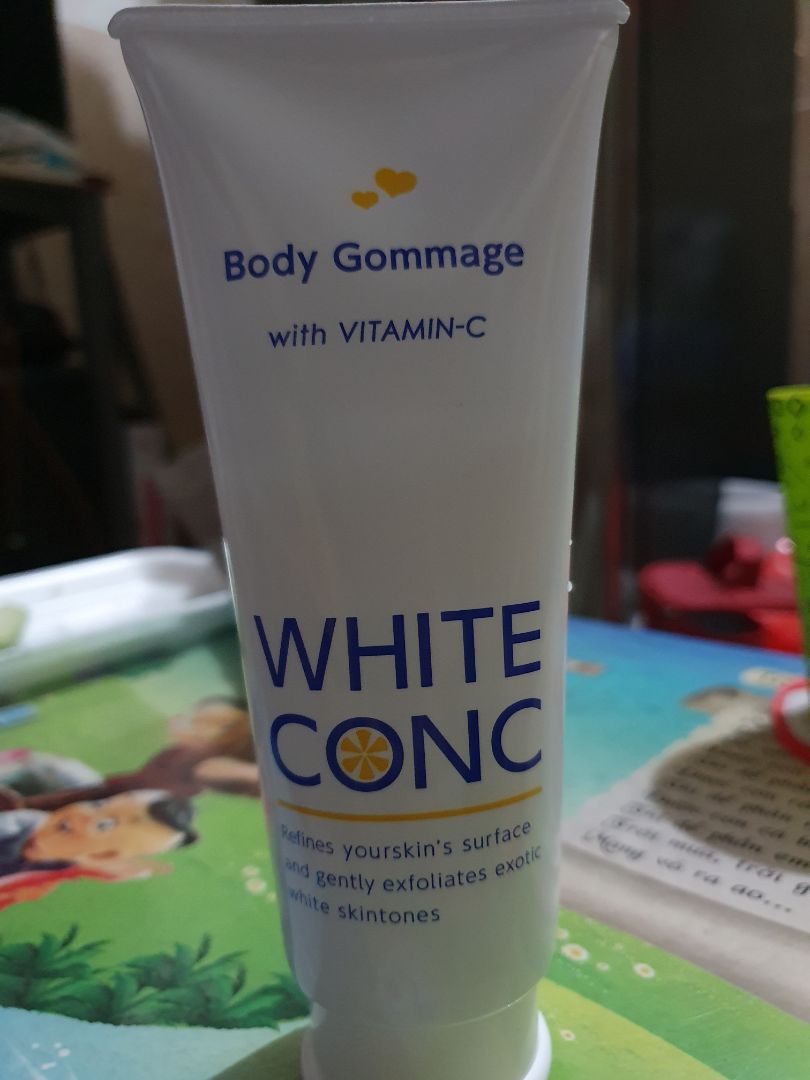 Body Gommage
with VITAMIN-C
WHITE
CONC
Refines yourskin's surface
and gently exfoliates exotic
white skintones